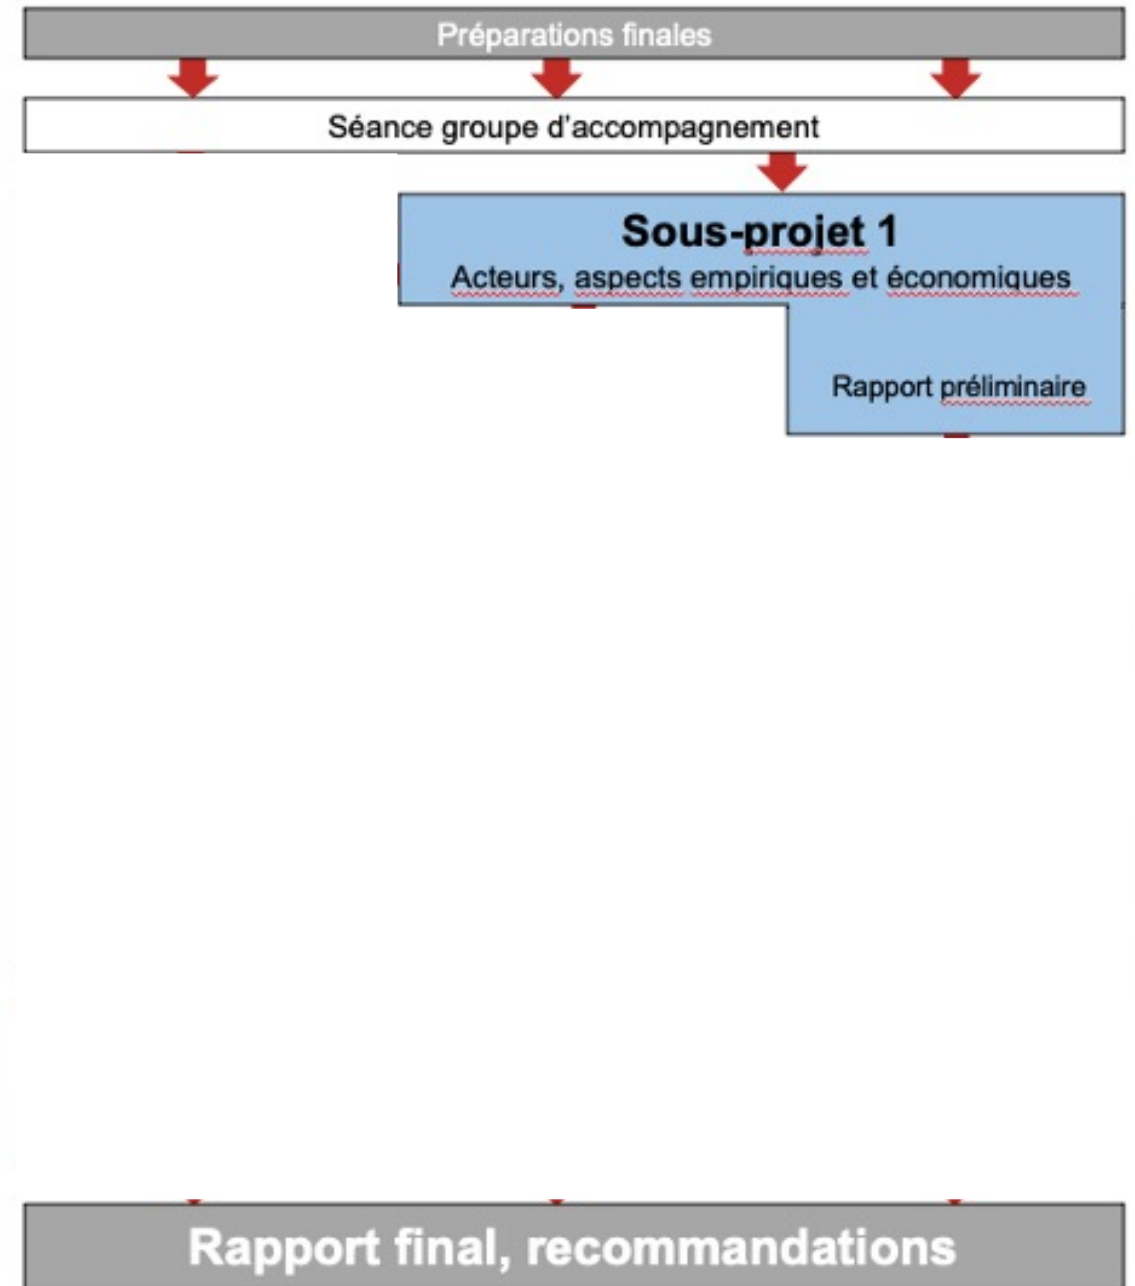 Préparations finales
Séance groupe d'accompagnement
Sous-projet 1
Acteurs, aspects empiriques et économiques
Rapport préliminaire
Rapport final, recommandations